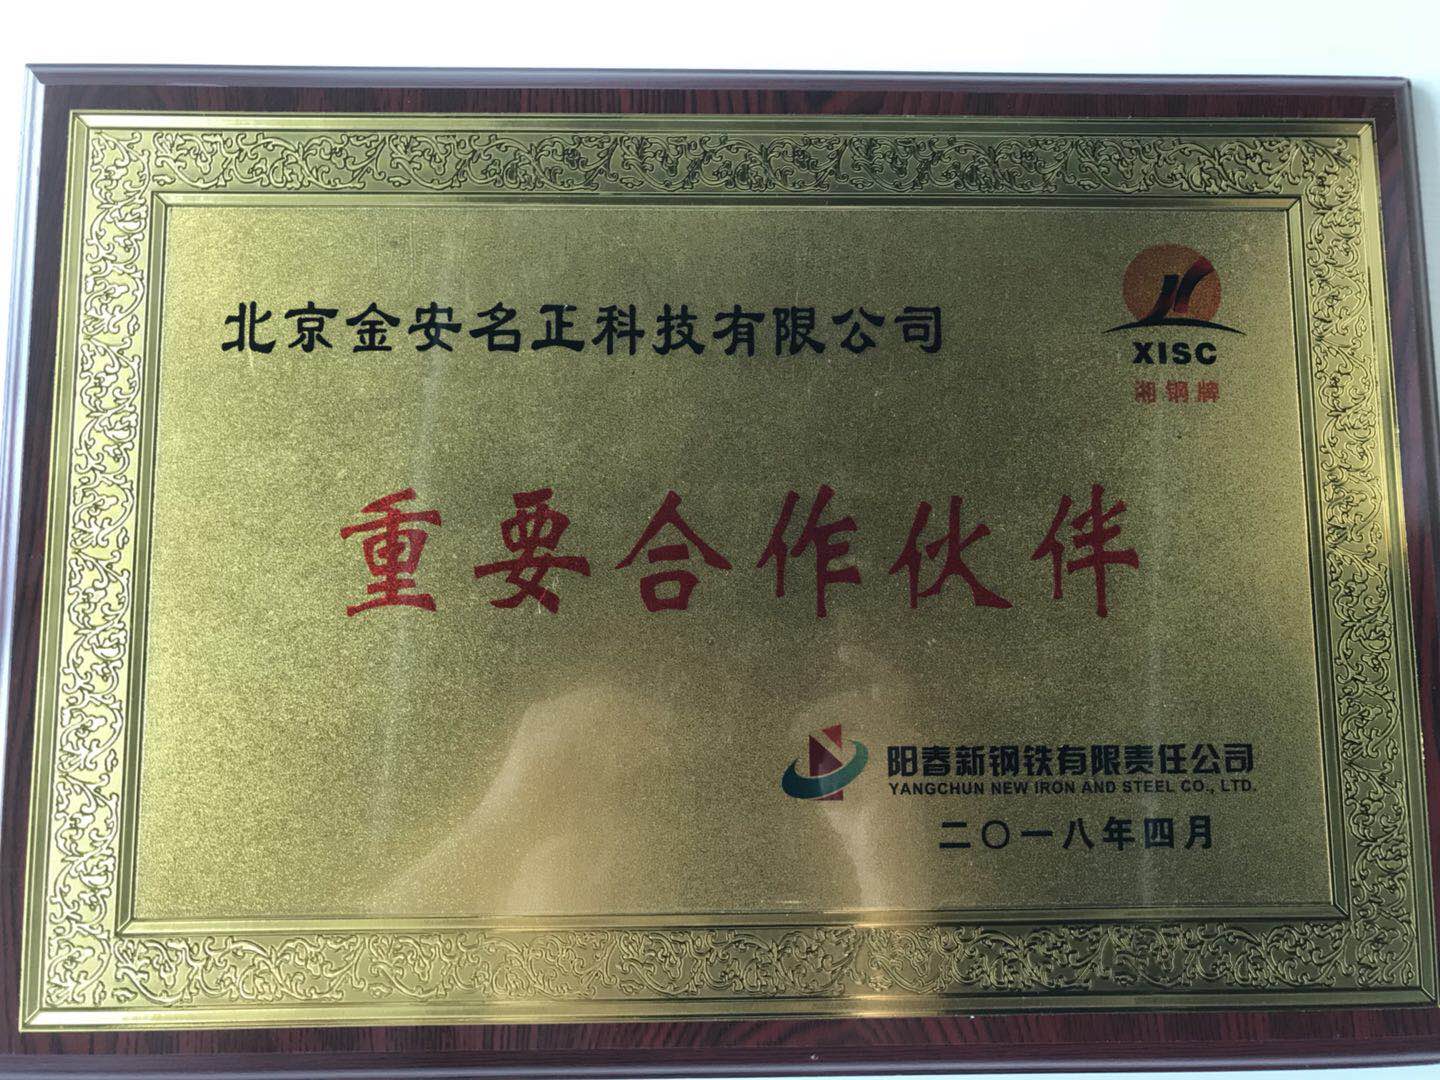 北京金安名正科技有限公司
XISC
湘钢牌
重要合作伙伴
阳春新钢铁有限责任公司
YANGCHUN NEW IRON AND STEEL CO., LTD.
二〇一八年四月